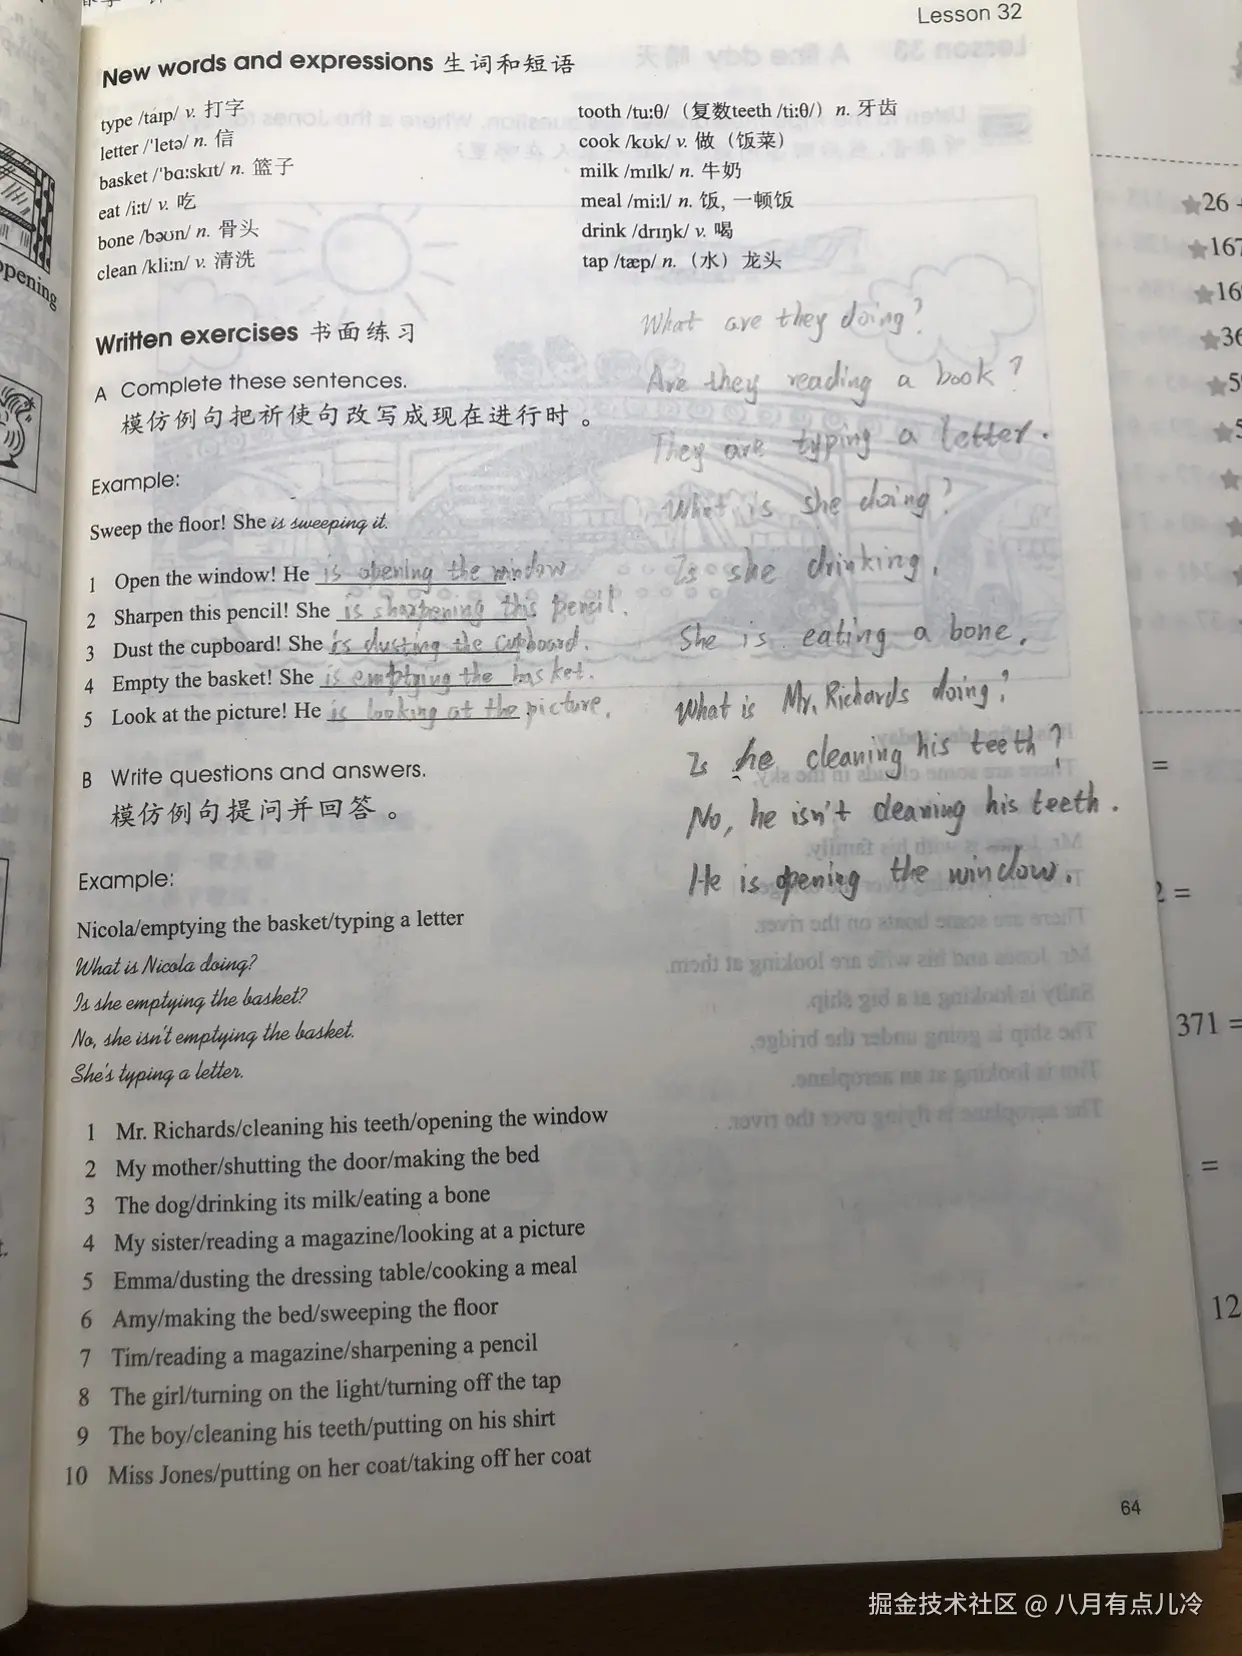 Lesson 32
New words and expressions 生词和短语
type /taɪp/ v. 打字
letter /ˈletə/ n. 信
basket /ˈbɑːskɪt/ n. 篮子
eat /iːt/ v. 吃
bone /bəʊn/ n. 骨头
clean /kliːn/ v. 清洗
tooth /tuːθ/（复数teeth /tiːθ/）n. 牙齿
cook /kʊk/ v. 做（饭菜）
milk /mɪlk/ n. 牛奶
meal /miːl/ n. 饭, 一顿饭
drink /drɪŋk/ v. 喝
tap /tæp/ n.（水）龙头
Written exercises 书面练习
A Complete these sentences.
模仿例句把祈使句改写成现在进行时。
Example:
Sweep the floor! She is sweeping it.
1 Open the window! He is opening the window
2 Sharpen this pencil! She is sharpening this pencil.
3 Dust the cupboard! She is dusting the cupboard.
4 Empty the basket! She is emptying the basket.
5 Look at the picture! He is looking at the picture.
B Write questions and answers.
模仿例句提问并回答。
Example:
Nicola/emptying the basket/typing a letter
What is Nicola doing?
Is she emptying the basket?
No, she isn't emptying the basket.
She's typing a letter.
1 Mr. Richards/cleaning his teeth/opening the window
2 My mother/shutting the door/making the bed
3 The dog/drinking its milk/eating a bone
4 My sister/reading a magazine/looking at a picture
5 Emma/dusting the dressing table/cooking a meal
6 Amy/making the bed/sweeping the floor
7 Tim/reading a magazine/sharpening a pencil
8 The girl/turning on the light/turning off the tap
9 The boy/cleaning his teeth/putting on his shirt
10 Miss Jones/putting on her coat/taking off her coat
What are they doing?
Are they reading a book?
They are typing a letter.
What is she doing?
Is she drinking.
She is eating a bone.
What is Mr. Richards doing?
Is he cleaning his teeth?
No, he isn't cleaning his teeth.
He is opening the window.
64
★26
★167
★16
★36
★5
=
2 =
371 =
=
12
掘金技术社区 @ 八月有点儿冷